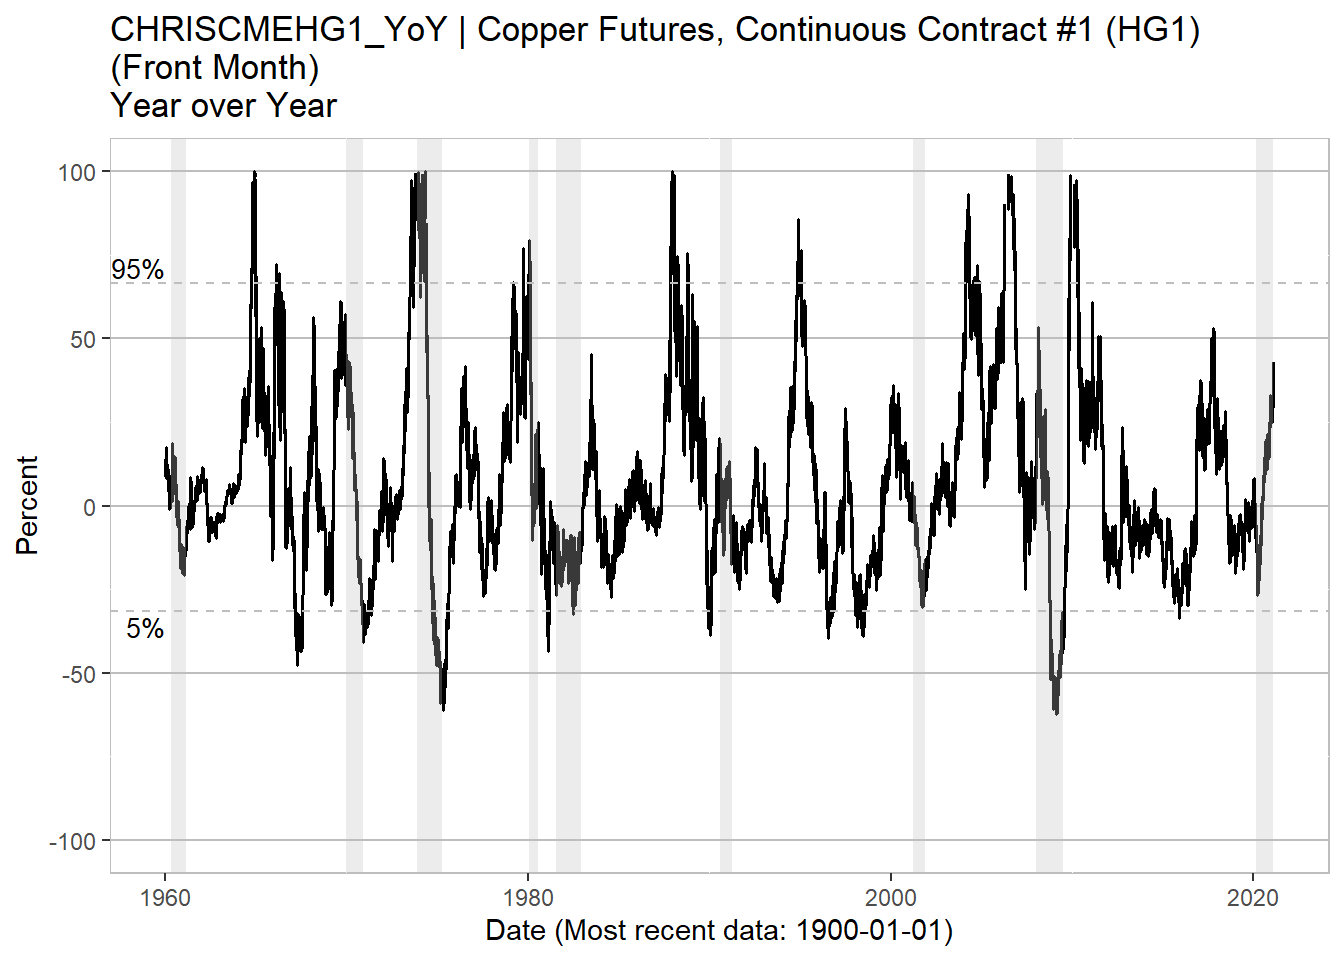 CHRISCMEHG1_YoY | Copper Futures, Continuous Contract #1 (HG1)
(Front Month)
Year over Year
100
95%
50
Percent
0
5%
-50
-100
1960 1980 2000 2020
Date (Most recent data: 1900-01-01)